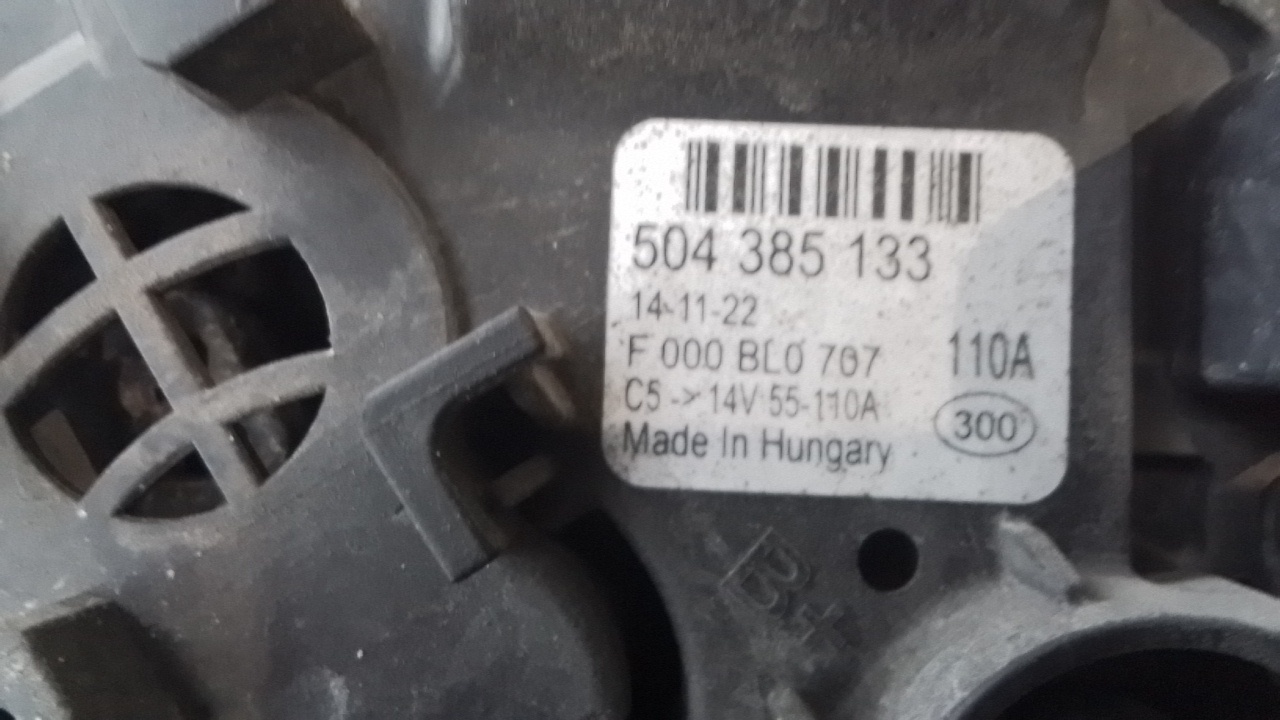 504 385 133
14-11-22
F 000 BL0 707 110A
C5 -> 14V 55-110A
300
Made In Hungary
B+